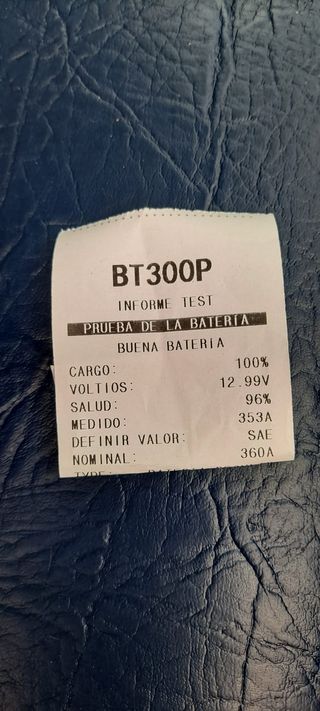 BT300P
INFORME TEST
PRUEBA DE LA BATERÍA
BUENA BATERÍA
CARGO: 100%
VOLTIOS: 12.99V
SALUD: 96%
MEDIDO: 353A
DEFINIR VALOR: SAE
NOMINAL: 360A